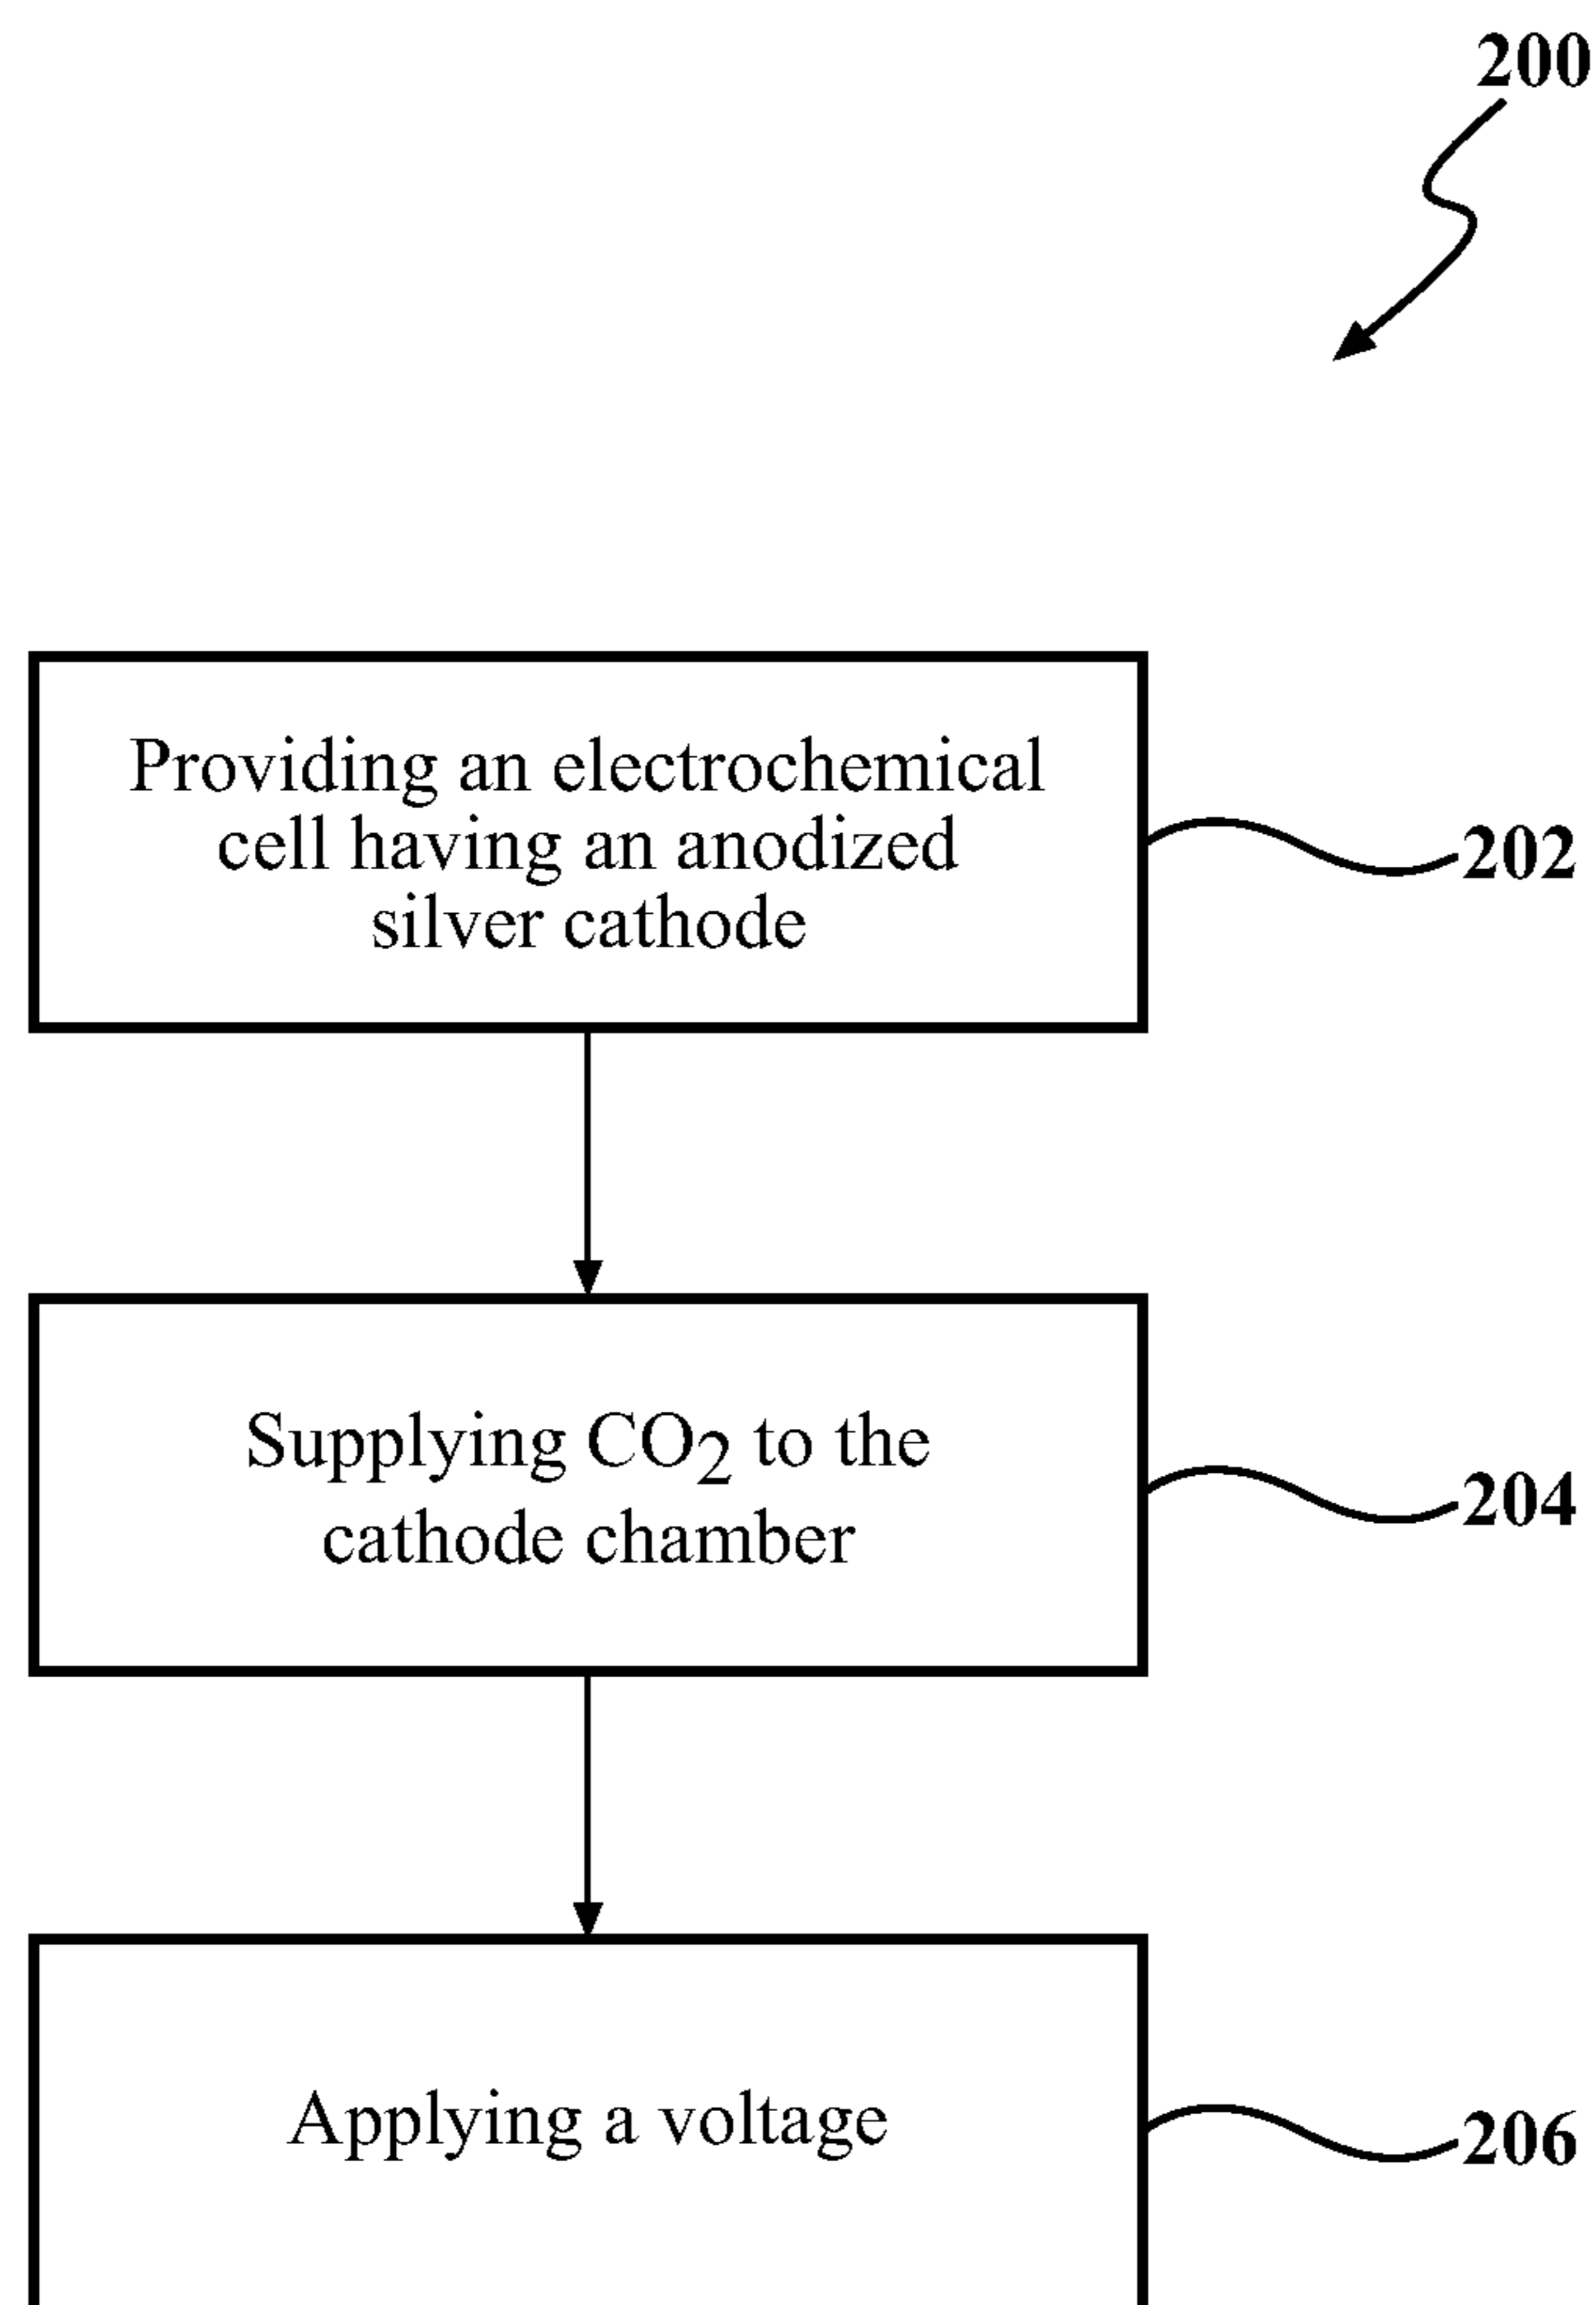 200
Providing an electrochemical
cell having an anodized
silver cathode
202
Supplying CO₂ to the
cathode chamber
204
Applying a voltage
206